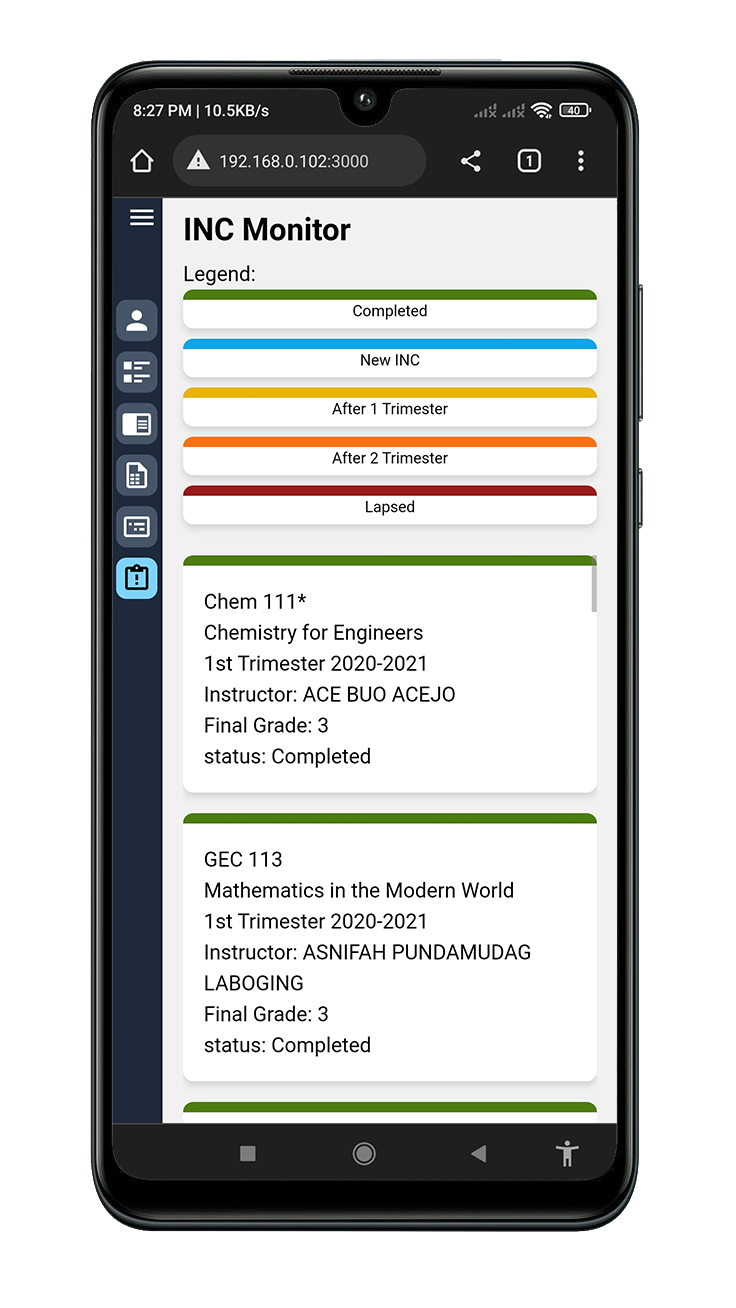 8:27 PM | 10.5KB/s
40
192.168.0.102:3000
1
INC Monitor
Legend:
Completed
New INC
After 1 Trimester
After 2 Trimester
Lapsed
Chem 111*
Chemistry for Engineers
1st Trimester 2020-2021
Instructor: ACE BUO ACEJO
Final Grade: 3
status: Completed
GEC 113
Mathematics in the Modern World
1st Trimester 2020-2021
Instructor: ASNIFAH PUNDAMUDAG
LABOGING
Final Grade: 3
status: Completed